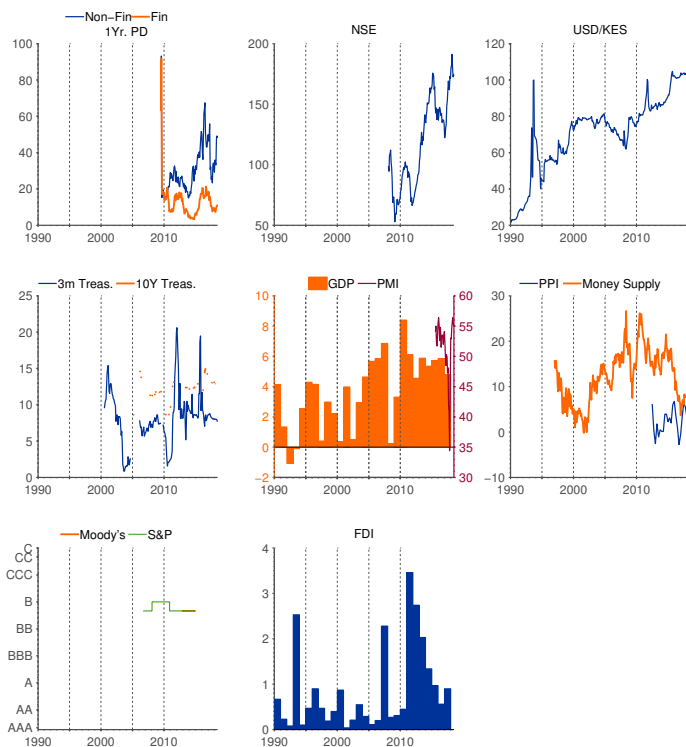 Non−Fin Fin
1Yr. PD
100
80
60
40
20
0
1990 2000 2010
NSE
200
150
100
50
1990 2000 2010
USD/KES
120
100
80
60
40
20
1990 2000 2010
3m Treas. 10Y Treas.
25
20
15
10
5
0
1990 2000 2010
GDP PMI
10
8
6
4
2
0
−2
60
55
50
45
40
35
30
1990 2000 2010
PPI Money Supply
30
20
10
0
−10
1990 2000 2010
Moody's S&P
C
CC
CCC
B
BB
BBB
A
AA
AAA
1990 2000 2010
FDI
4
3
2
1
0
1990 2000 2010